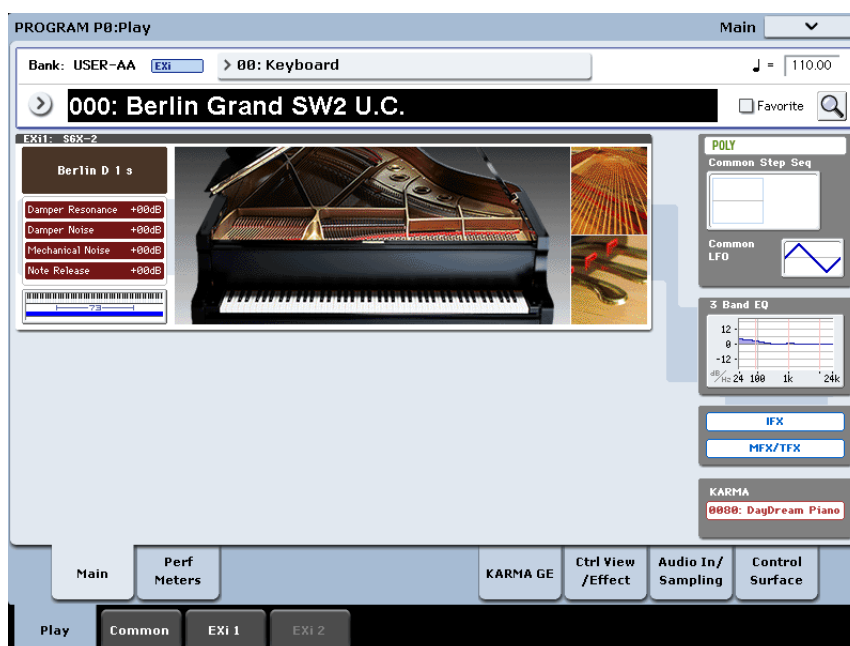 PROGRAM P0:Play
Main
Bank: USER-AA EXi
00: Keyboard
♩ = 110.00
000: Berlin Grand SW2 U.C.
Favorite
EXi1: S6X-2
Berlin D 1 s
Damper Resonance +00dB
Damper Noise +00dB
Mechanical Noise +00dB
Note Release +00dB
73
POLY
Common Step Seq
Common
LFO
3 Band EQ
12
0
-12
dB/Hz 24 100 1k 24k
IFX
MFX/TFX
KARMA
0080: DayDream Piano
Main
Perf
Meters
KARMA GE
Ctrl View
/Effect
Audio In/
Sampling
Control
Surface
Play
Common
EXi 1
EXi 2